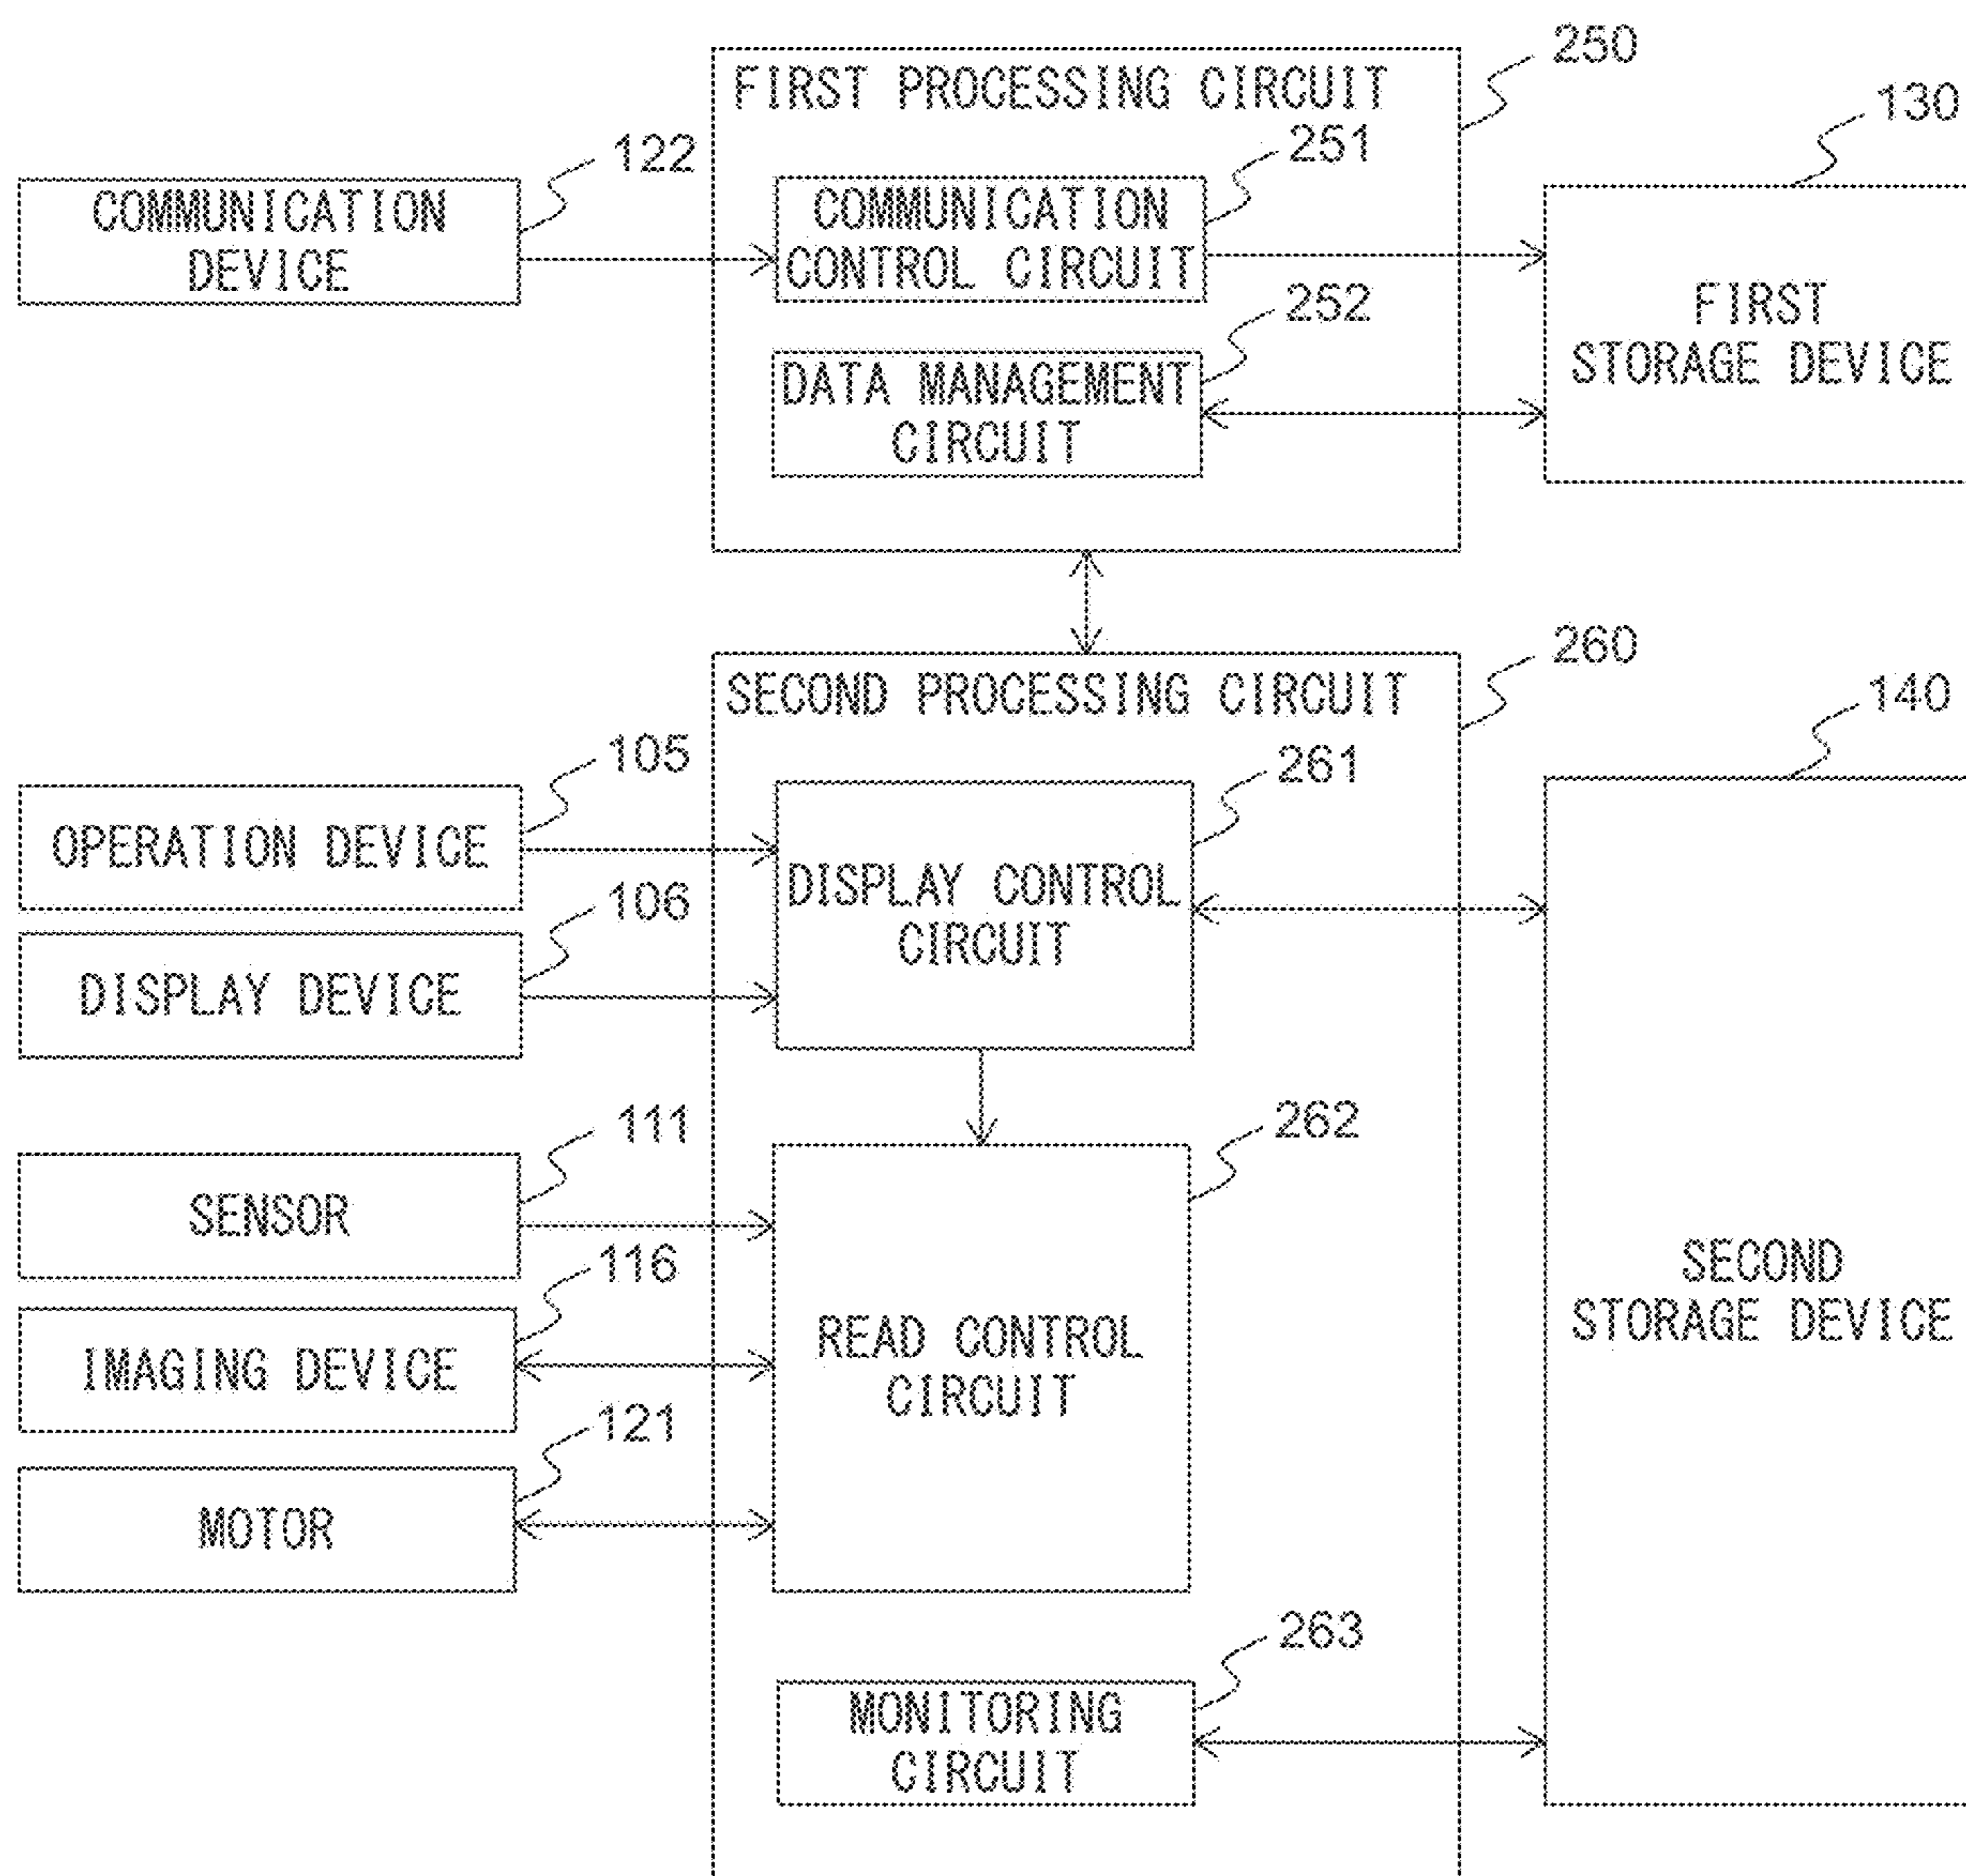 250
FIRST PROCESSING CIRCUIT
130
122
251
COMMUNICATION
DEVICE
COMMUNICATION
CONTROL CIRCUIT
252
FIRST
STORAGE DEVICE
DATA MANAGEMENT
CIRCUIT
260
SECOND PROCESSING CIRCUIT
140
105
261
OPERATION DEVICE
DISPLAY CONTROL
CIRCUIT
106
DISPLAY DEVICE
111
262
SENSOR
116
SECOND
STORAGE DEVICE
IMAGING DEVICE
READ CONTROL
CIRCUIT
121
MOTOR
263
MONITORING
CIRCUIT